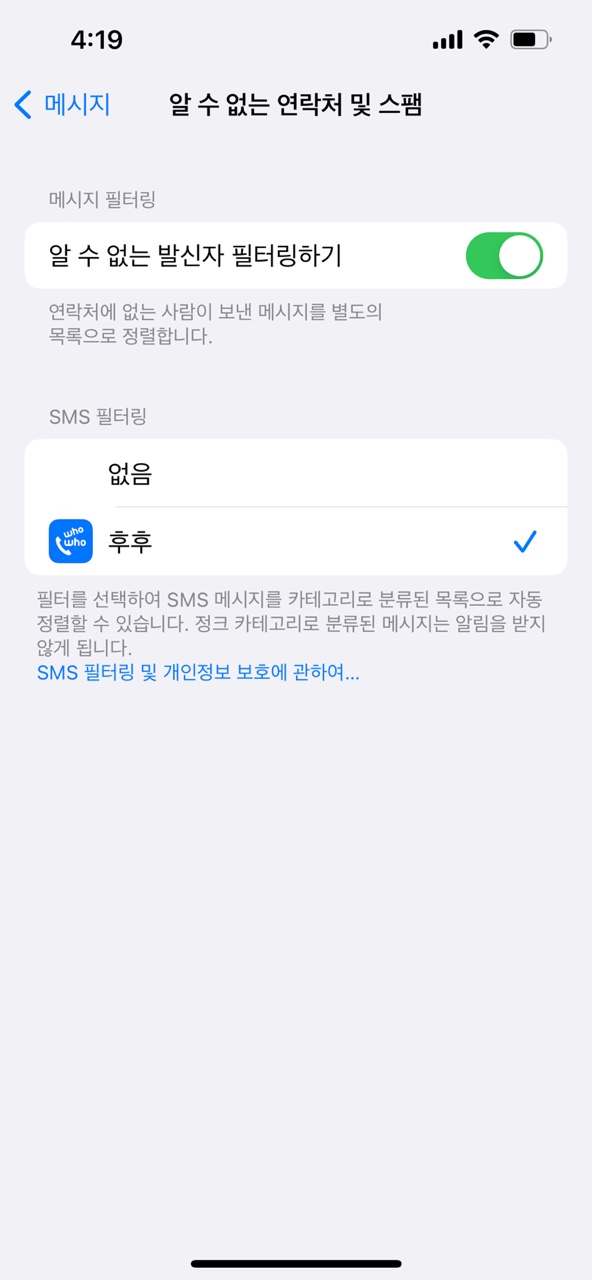 4:19
메시지
알 수 없는 연락처 및 스팸
메시지 필터링
알 수 없는 발신자 필터링하기
연락처에 없는 사람이 보낸 메시지를 별도의
목록으로 정렬합니다.
SMS 필터링
없음
who
who
후후
필터를 선택하여 SMS 메시지를 카테고리로 분류된 목록으로 자동
정렬할 수 있습니다. 정크 카테고리로 분류된 메시지는 알림을 받지
않게 됩니다.
SMS 필터링 및 개인정보 보호에 관하여...